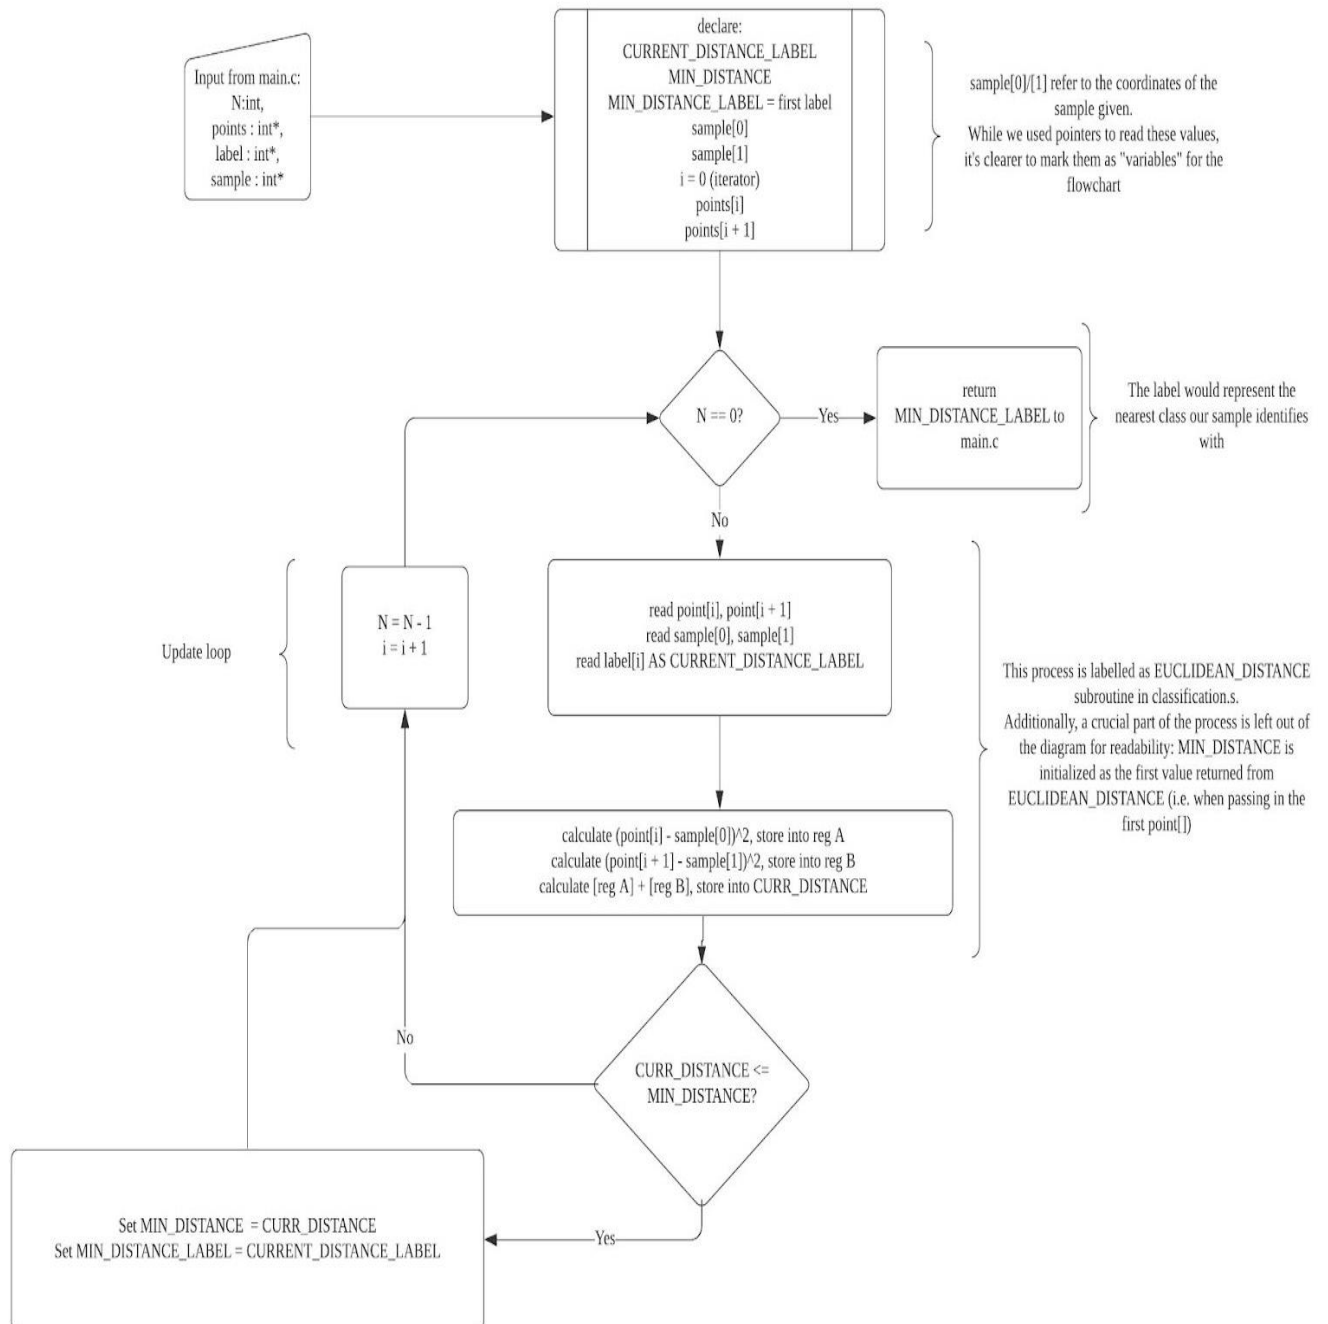 Input from main.c:
N:int,
points : int*,
label : int*,
sample : int*
declare:
CURRENT_DISTANCE_LABEL
MIN_DISTANCE
MIN_DISTANCE_LABEL = first label
sample[0]
sample[1]
i = 0 (iterator)
points[i]
points[i + 1]
sample[0]/[1] refer to the coordinates of the
sample given.
While we used pointers to read these values,
it's clearer to mark them as "variables" for the
flowchart
N == 0?
Yes
return
MIN_DISTANCE_LABEL to
main.c
The label would represent the
nearest class our sample identifies
with
No
read point[i], point[i + 1]
read sample[0], sample[1]
read label[i] AS CURRENT_DISTANCE_LABEL
Update loop
N = N - 1
i = i + 1
This process is labelled as EUCLIDEAN_DISTANCE
subroutine in classification.s.
Additionally, a crucial part of the process is left out of
the diagram for readability: MIN_DISTANCE is
initialized as the first value returned from
EUCLIDEAN_DISTANCE (i.e. when passing in the
first point[])
calculate (point[i] - sample[0])^2, store into reg A
calculate (point[i + 1] - sample[1])^2, store into reg B
calculate [reg A] + [reg B], store into CURR_DISTANCE
No
CURR_DISTANCE <=
MIN_DISTANCE?
Yes
Set MIN_DISTANCE  = CURR_DISTANCE
Set MIN_DISTANCE_LABEL = CURRENT_DISTANCE_LABEL